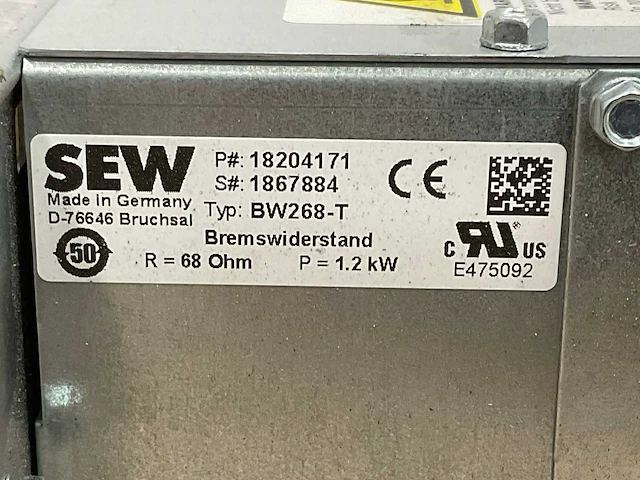 SEW
Made in Germany
D-76646 Bruchsal
P#: 18204171
S#: 1867884
Typ: BW268-T
Bremswiderstand
R = 68 Ohm P = 1.2 kW
50
CE
c RU® US
E475092